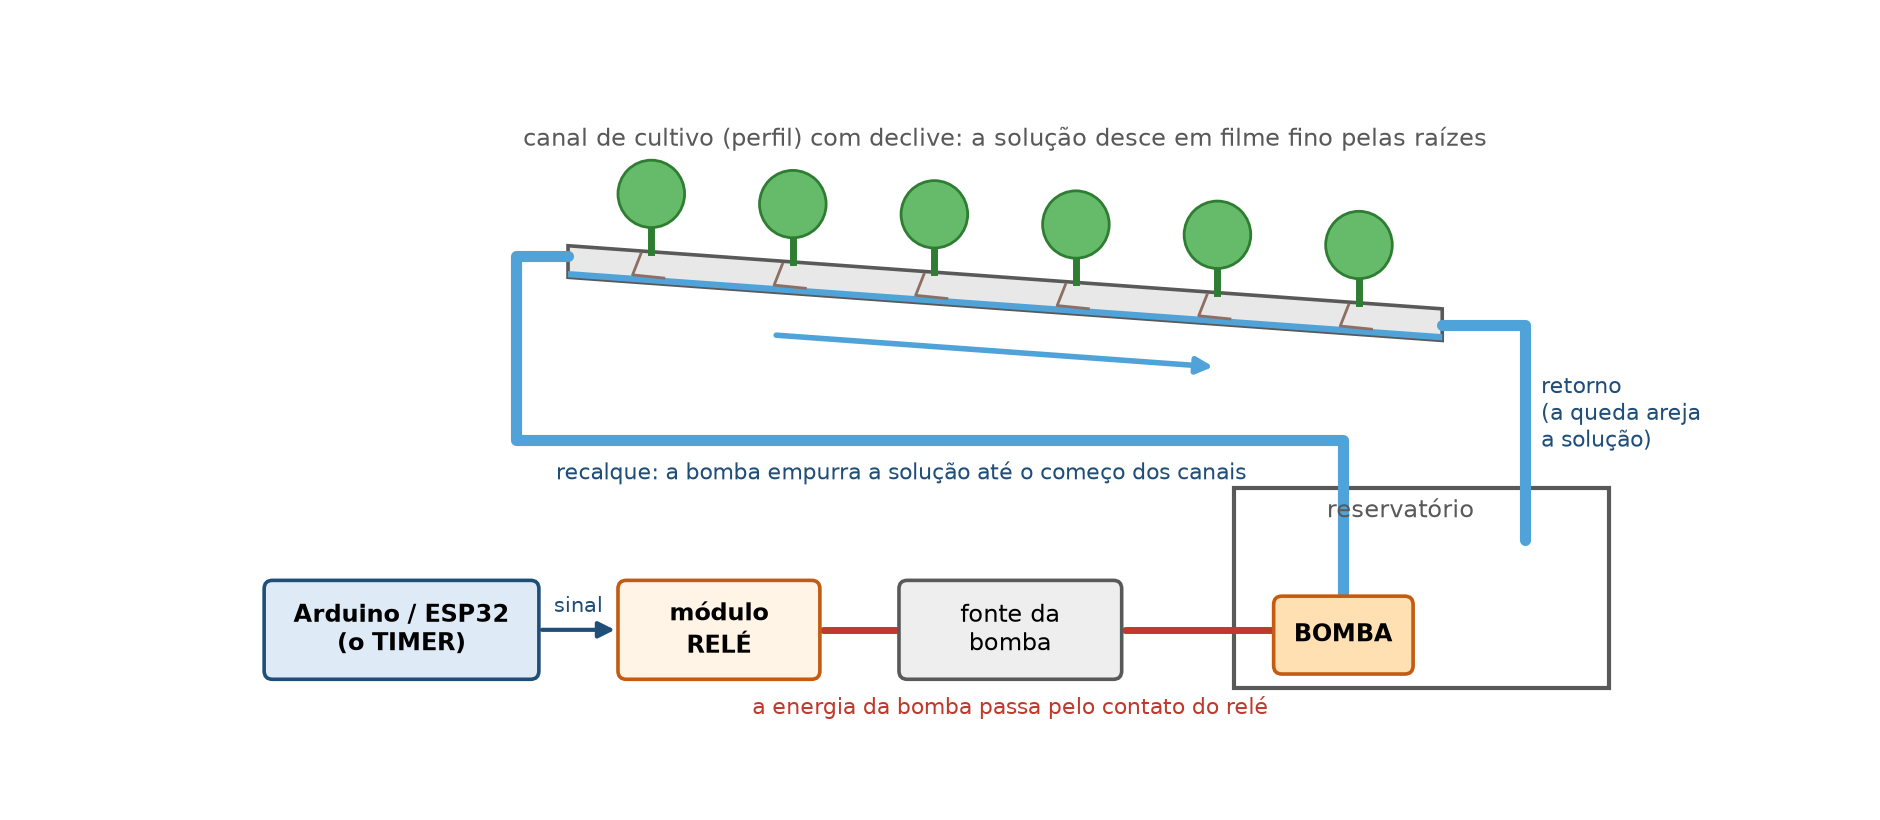 canal de cultivo (perfil) com declive: a solução desce em filme fino pelas raízes
retorno
(a queda areja
a solução)
recalque: a bomba empurra a solução até o começo dos canais
reservatório
Arduino / ESP32
(o TIMER)
sinal
módulo
RELÉ
fonte da
bomba
BOMBA
a energia da bomba passa pelo contato do relé